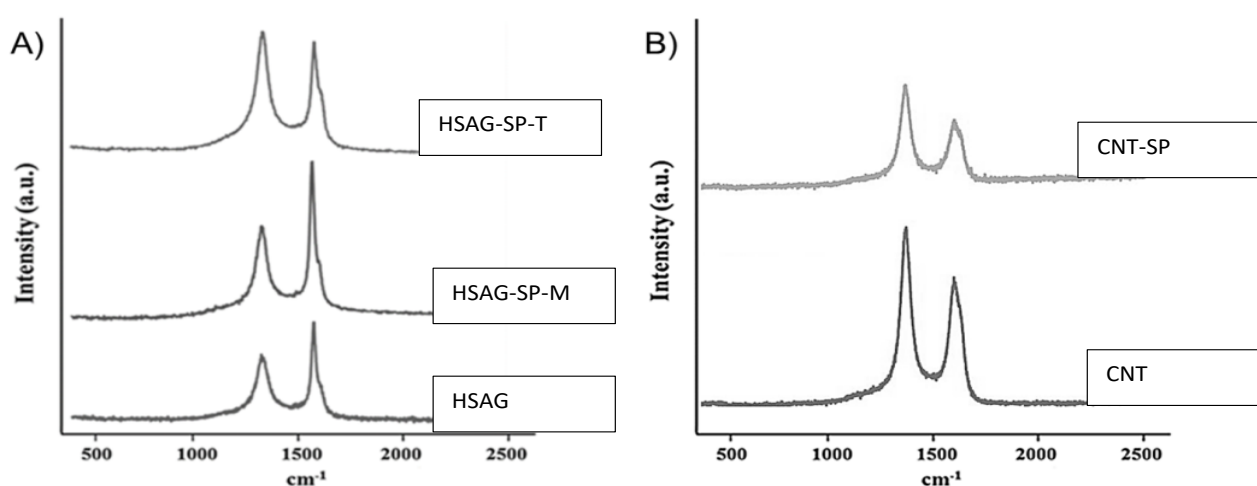 A)
Intensity (a.u.)
HSAG-SP-T
HSAG-SP-M
HSAG
500 1000 1500 2000 2500
cm⁻¹
B)
Intensity (a.u.)
CNT-SP
CNT
500 1000 1500 2000 2500
cm⁻¹